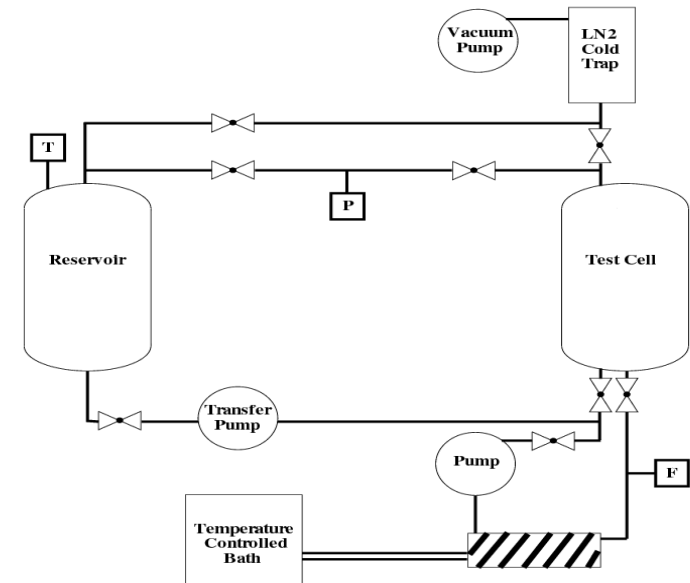 Vacuum
Pump
LN2
Cold
Trap
T
P
Reservoir
Test Cell
Transfer
Pump
Pump
F
Temperature
Controlled
Bath